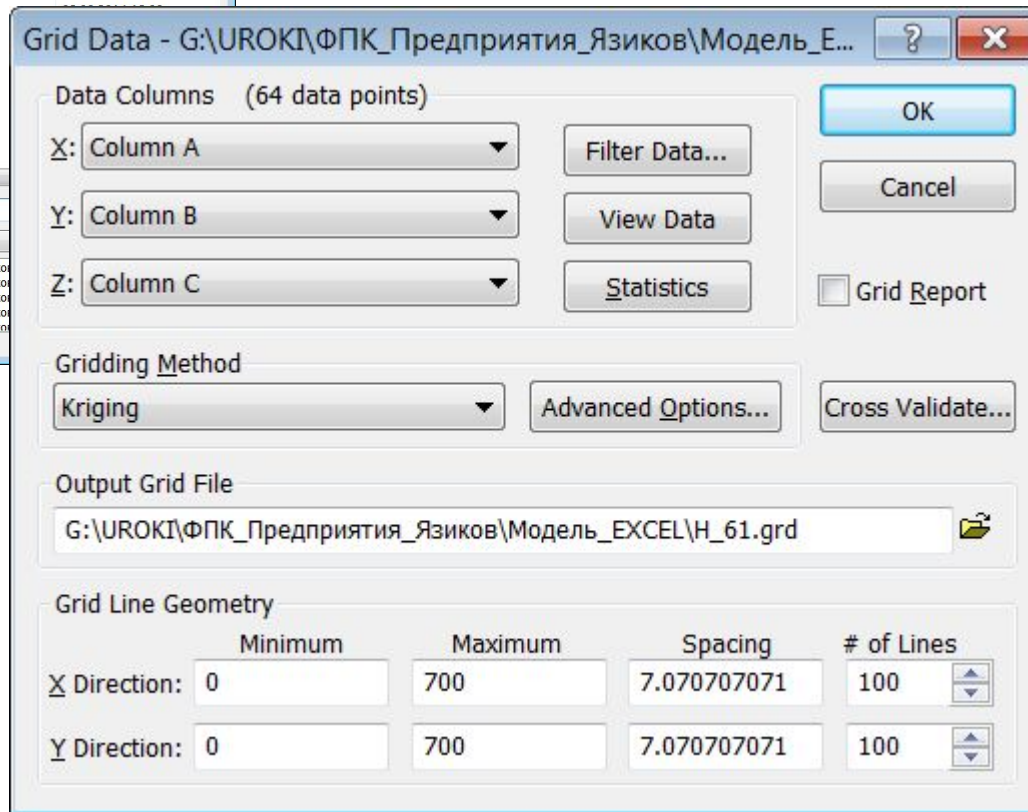 Grid Data - G:\UROKI\ФПК_Предприятия_Язиков\Модель_E...
Data Columns (64 data points)
OK
X: Column A
Filter Data...
Cancel
Y: Column B
View Data
Z: Column C
Statistics
Grid Report
Gridding Method
Kriging
Advanced Options...
Cross Validate...
Output Grid File
G:\UROKI\ФПК_Предприятия_Язиков\Модель_EXCEL\H_61.grd
Grid Line Geometry
Minimum Maximum Spacing # of Lines
X Direction: 0 700 7.070707071 100
Y Direction: 0 700 7.070707071 100